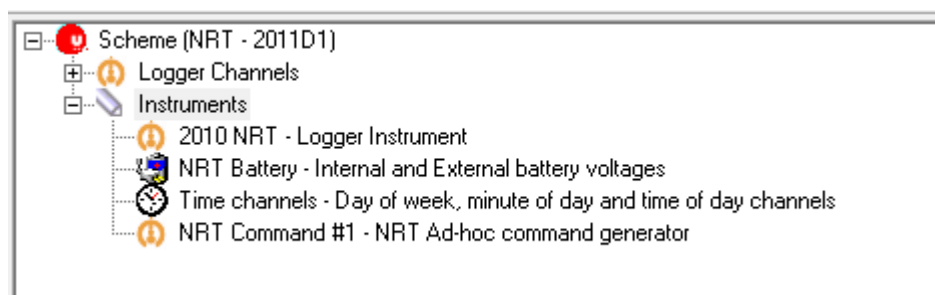 Scheme (NRT - 2011D1)
Logger Channels
Instruments
2010 NRT - Logger Instrument
NRT Battery - Internal and External battery voltages
Time channels - Day of week, minute of day and time of day channels
NRT Command #1 - NRT Ad-hoc command generator